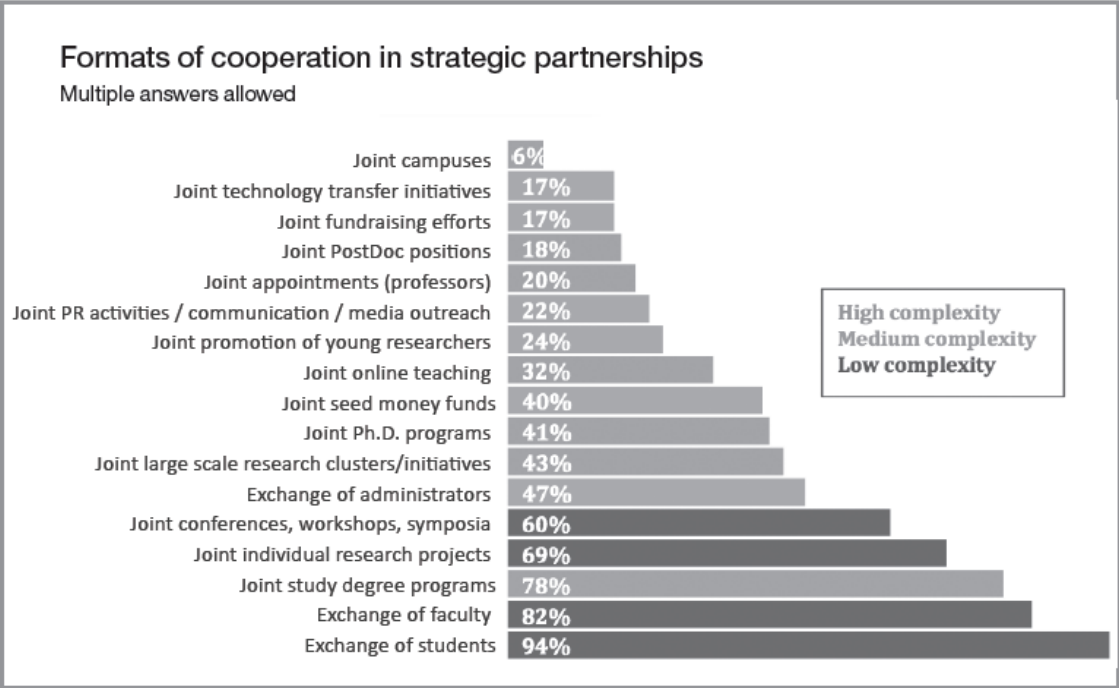 Formats of cooperation in strategic partnerships
Multiple answers allowed
Joint campuses 6%
Joint technology transfer initiatives 17%
Joint fundraising efforts 17%
Joint PostDoc positions 18%
Joint appointments (professors) 20%
Joint PR activities / communication / media outreach 22%
Joint promotion of young researchers 24%
Joint online teaching 32%
Joint seed money funds 40%
Joint Ph.D. programs 41%
Joint large scale research clusters/initiatives 43%
Exchange of administrators 47%
Joint conferences, workshops, symposia 60%
Joint individual research projects 69%
Joint study degree programs 78%
Exchange of faculty 82%
Exchange of students 94%
High complexity
Medium complexity
Low complexity